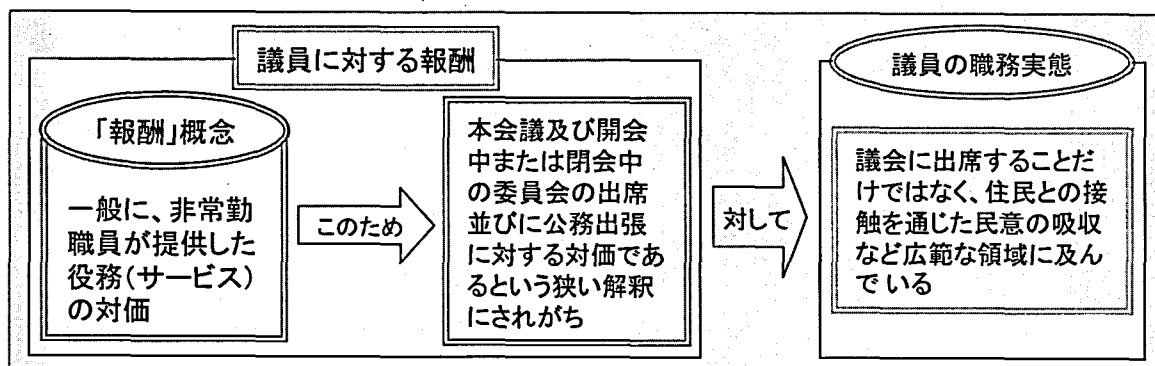 議員に対する報酬
「報酬」概念
一般に、非常勤
職員が提供した
役務(サービス)
の対価
このため
本会議及び開会
中または閉会中
の委員会の出席
並びに公務出張
に対する対価であ
るという狭い解釈
にされがち
対して
議員の職務実態
議会に出席することだ
けではなく、住民との接
触を通じた民意の吸収
など広範な領域に及ん
でいる